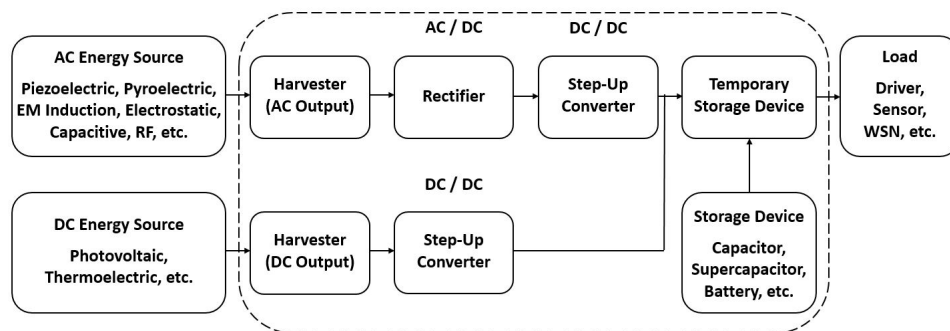 AC / DC
DC / DC
AC Energy Source
Piezoelectric, Pyroelectric,
EM Induction, Electrostatic,
Capacitive, RF, etc.
Harvester
(AC Output)
Rectifier
Step-Up
Converter
Temporary
Storage Device
Load
Driver,
Sensor,
WSN, etc.
DC / DC
DC Energy Source
Photovoltaic,
Thermoelectric, etc.
Harvester
(DC Output)
Step-Up
Converter
Storage Device
Capacitor,
Supercapacitor,
Battery, etc.